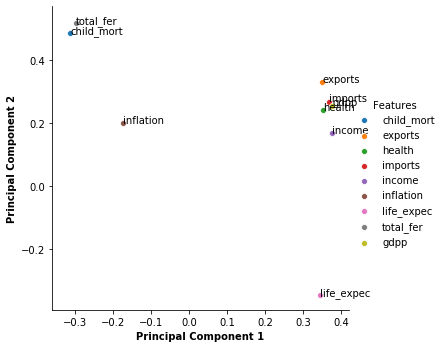 total_fer
child_mort
exports
imports
gdpp
health
inflation
income
life_expec
Features
child_mort
exports
health
imports
income
inflation
life_expec
total_fer
gdpp
0.4
0.2
0.0
−0.2
Principal Component 2
−0.3
−0.2
−0.1
0.0
0.1
0.2
0.3
0.4
Principal Component 1